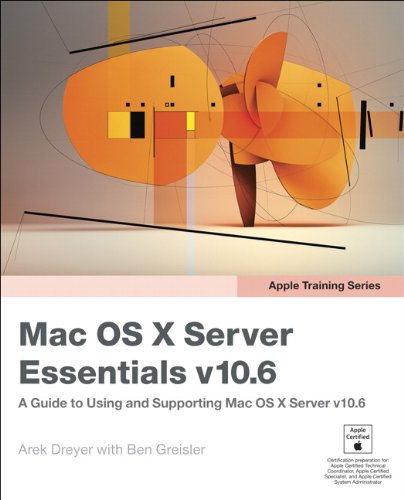 Apple Training Series
Mac OS X Server
Essentials v10.6
A Guide to Using and Supporting Mac OS X Server v10.6
Arek Dreyer with Ben Greisler
Apple
Certified
Certification preparation for:
Apple Certified Technical
Coordinator, Apple Certified
Specialist, and Apple Certified
System Administrator